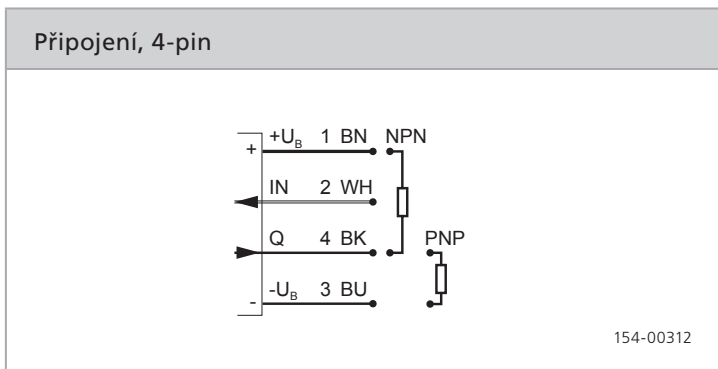 Připojení, 4-pin
+U_B 1 BN NPN
+
IN 2 WH
Q 4 BK PNP
-U_B 3 BU
-
154-00312